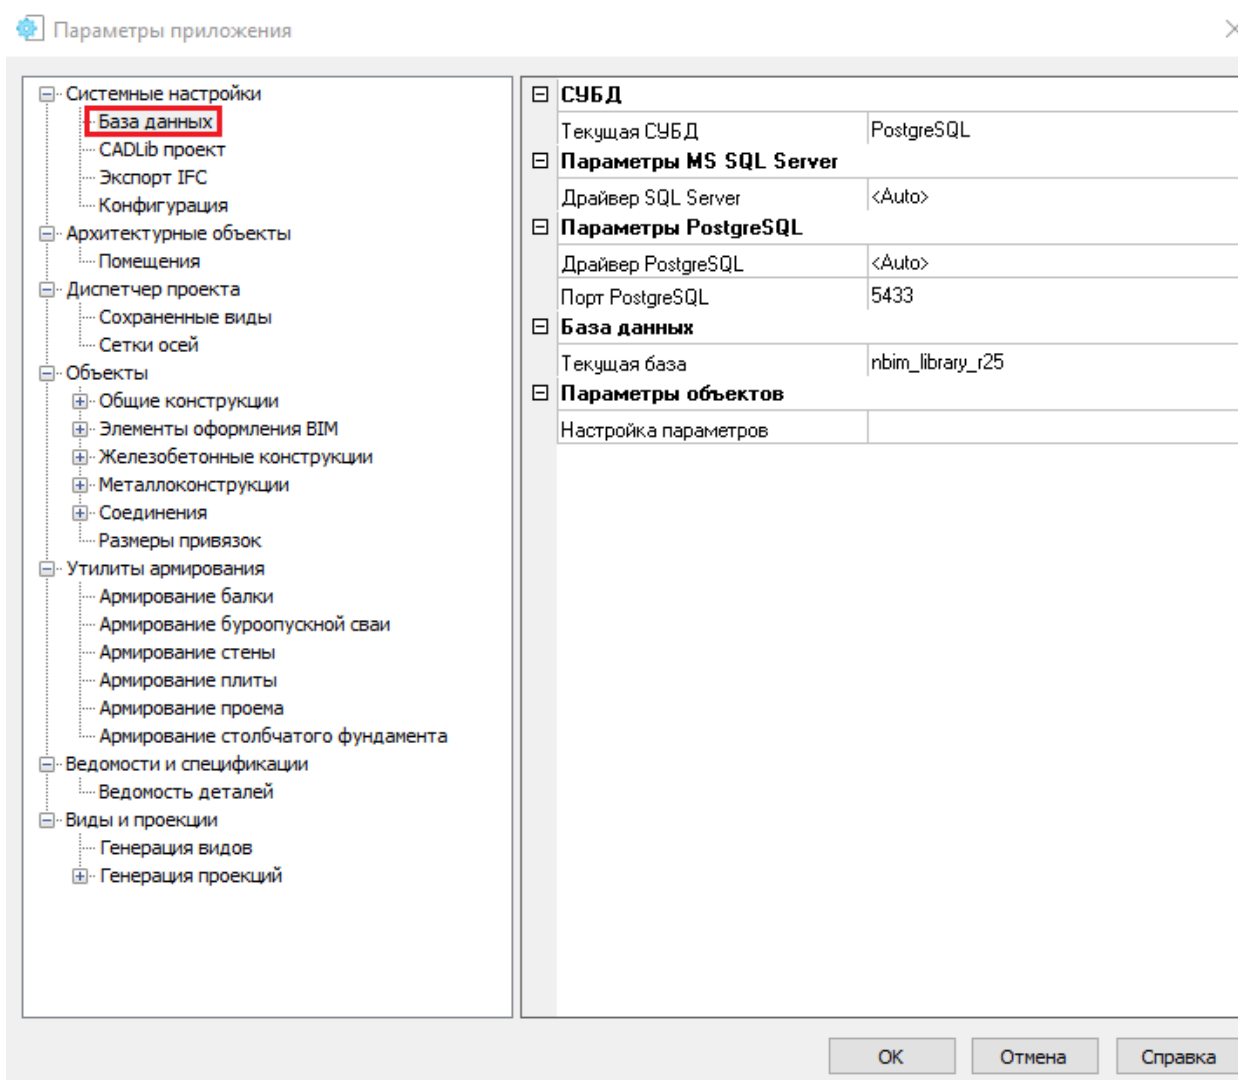 Параметры приложения
Системные настройки
База данных
CADLib проект
Экспорт IFC
Конфигурация
Архитектурные объекты
Помещения
Диспетчер проекта
Сохраненные виды
Сетки осей
Объекты
Общие конструкции
Элементы оформления BIM
Железобетонные конструкции
Металлоконструкции
Соединения
Размеры привязок
Утилиты армирования
Армирование балки
Армирование буроопускной сваи
Армирование стены
Армирование плиты
Армирование проема
Армирование столбчатого фундамента
Ведомости и спецификации
Ведомость деталей
Виды и проекции
Генерация видов
Генерация проекций
СУБД
Текущая СУБД PostgreSQL
Параметры MS SQL Server
Драйвер SQL Server <Auto>
Параметры PostgreSQL
Драйвер PostgreSQL <Auto>
Порт PostgreSQL 5433
База данных
Текущая база nbim_library_r25
Параметры объектов
Настройка параметров
ОК Отмена Справка